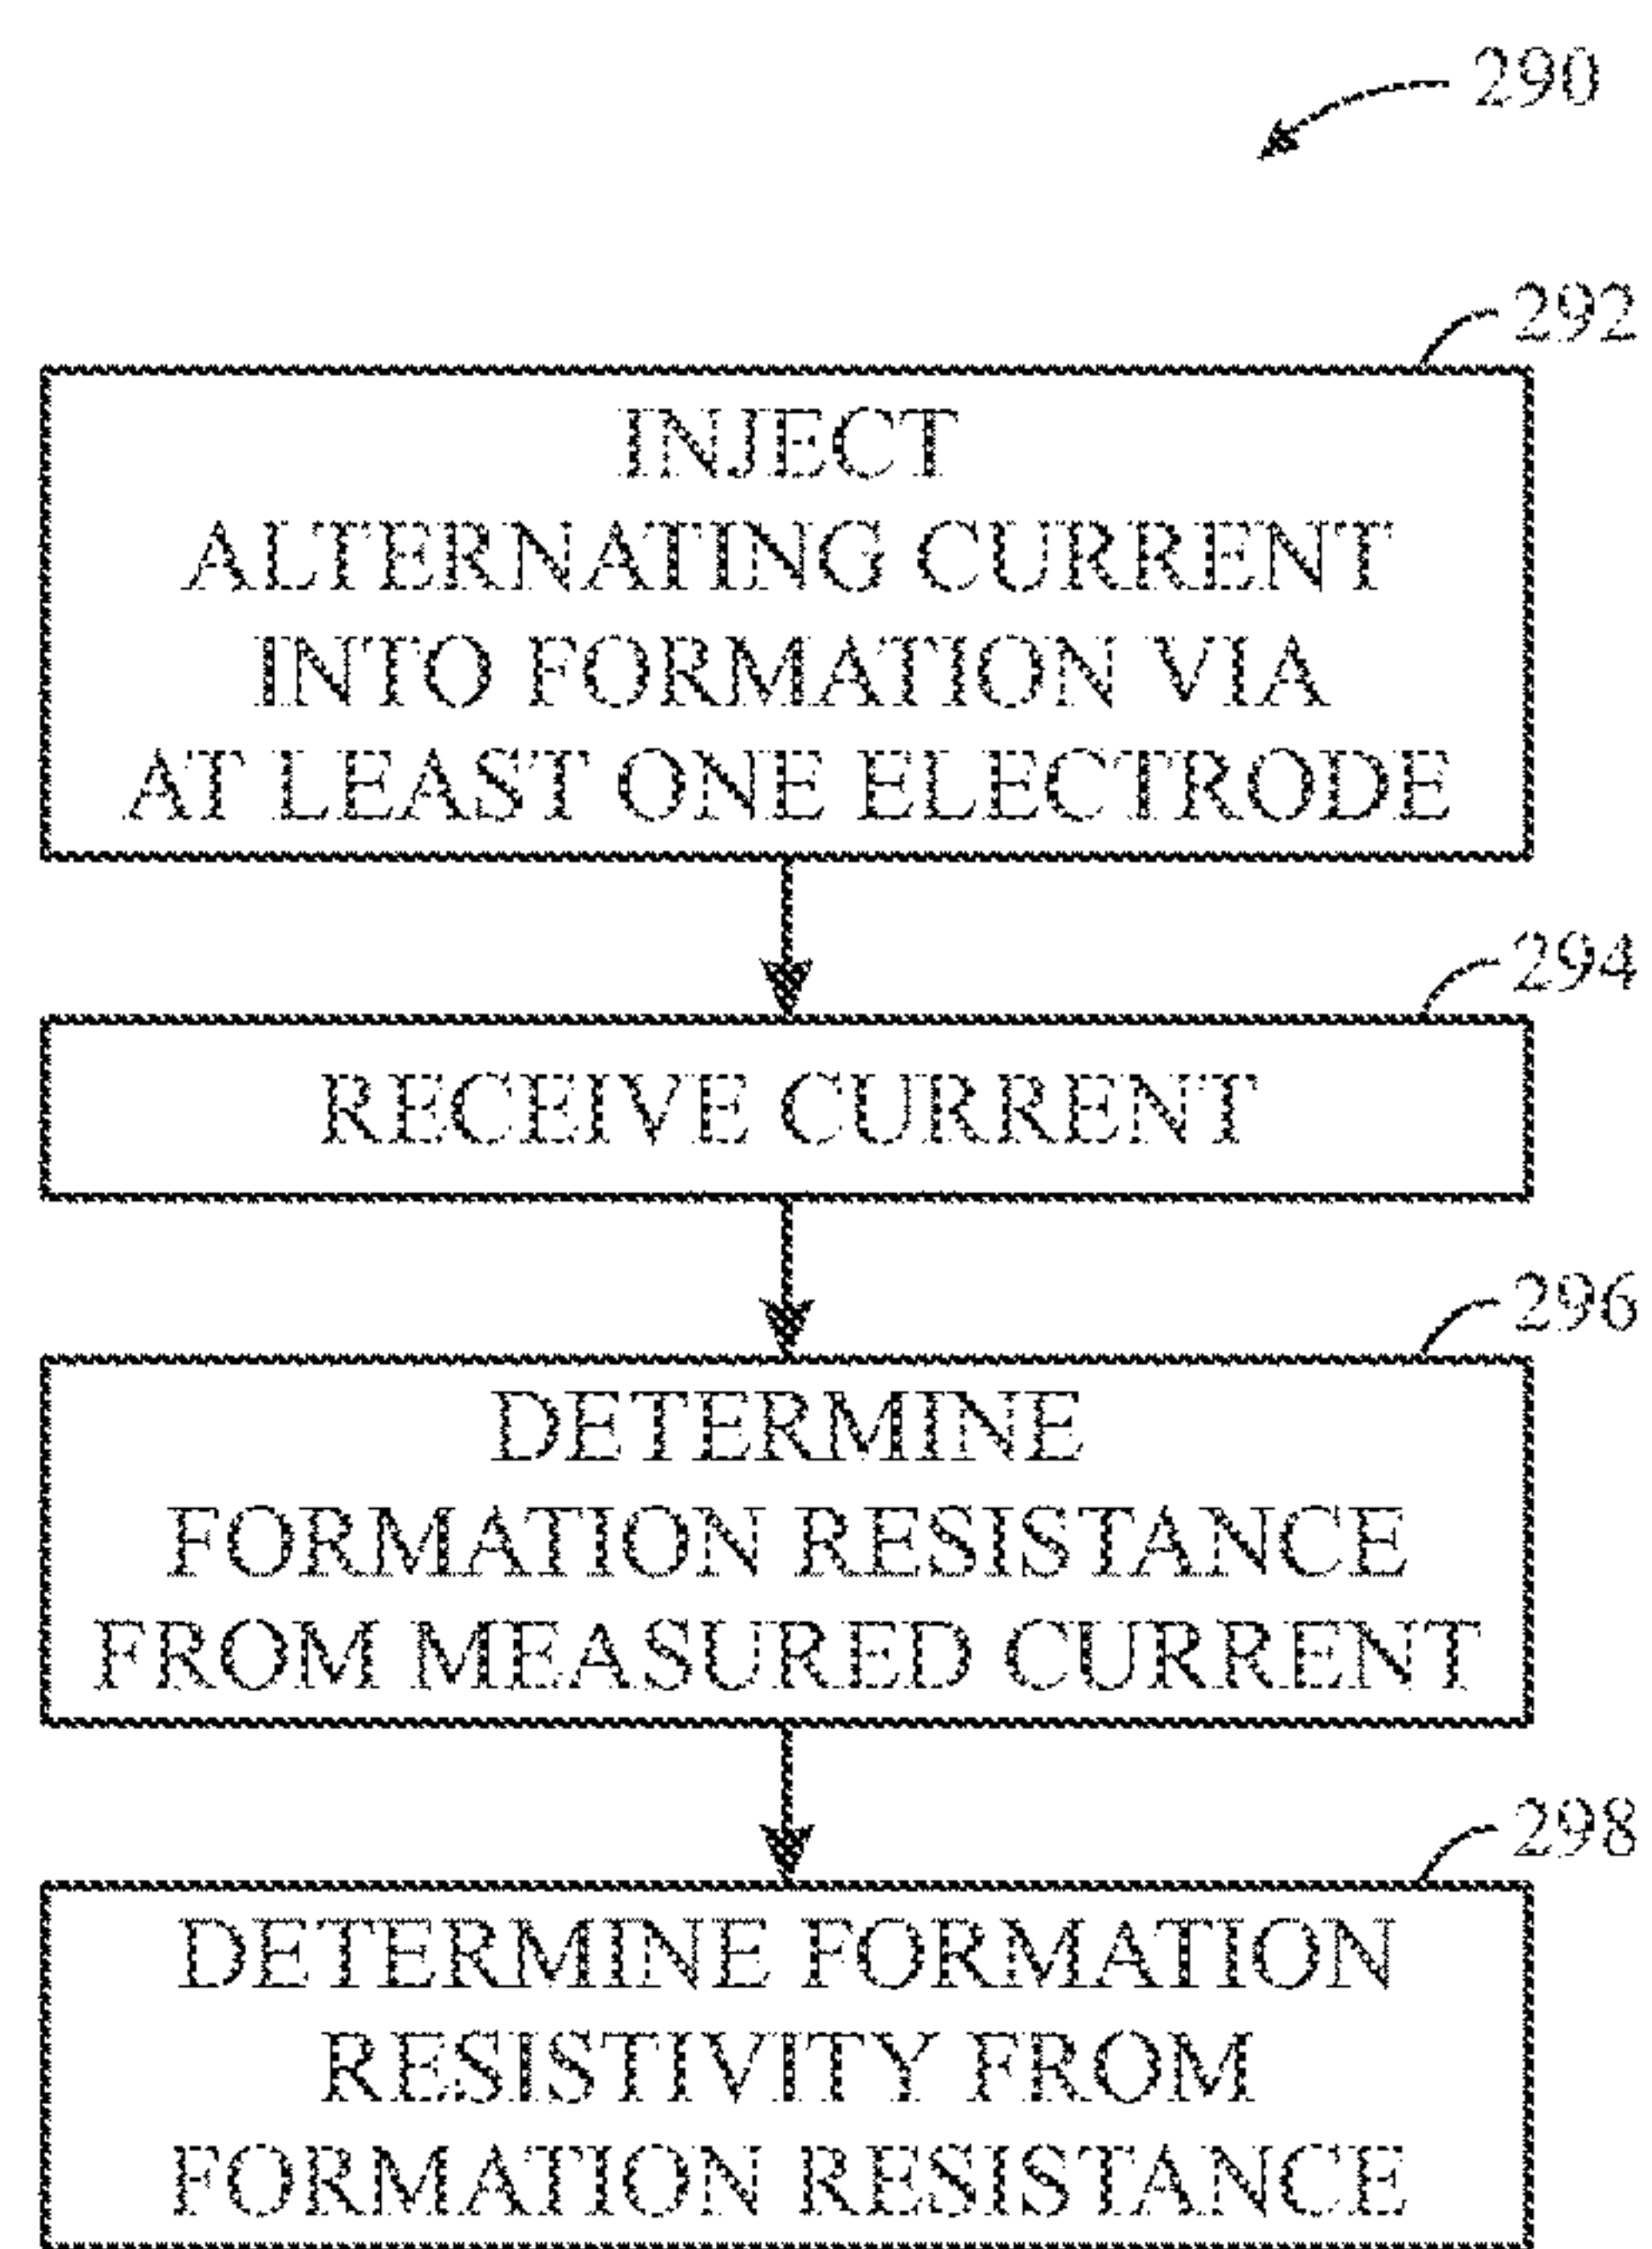 290
292
INJECT
ALTERNATING CURRENT
INTO FORMATION VIA
AT LEAST ONE ELECTRODE
294
RECEIVE CURRENT
296
DETERMINE
FORMATION RESISTANCE
FROM MEASURED CURRENT
298
DETERMINE FORMATION
RESISTIVITY FROM
FORMATION RESISTANCE